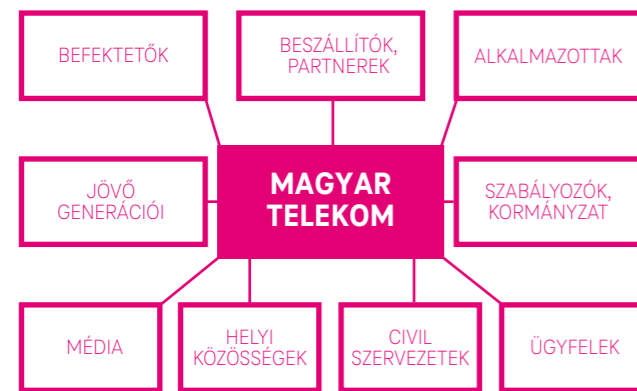 BEFEKTETŐK
BESZÁLLÍTÓK,
PARTNEREK
ALKALMAZOTTAK
JÖVŐ
GENERÁCIÓI
MAGYAR
TELEKOM
SZABÁLYOZÓK,
KORMÁNYZAT
MÉDIA
HELYI
KÖZÖSSÉGEK
CIVIL
SZERVEZETEK
ÜGYFELEK